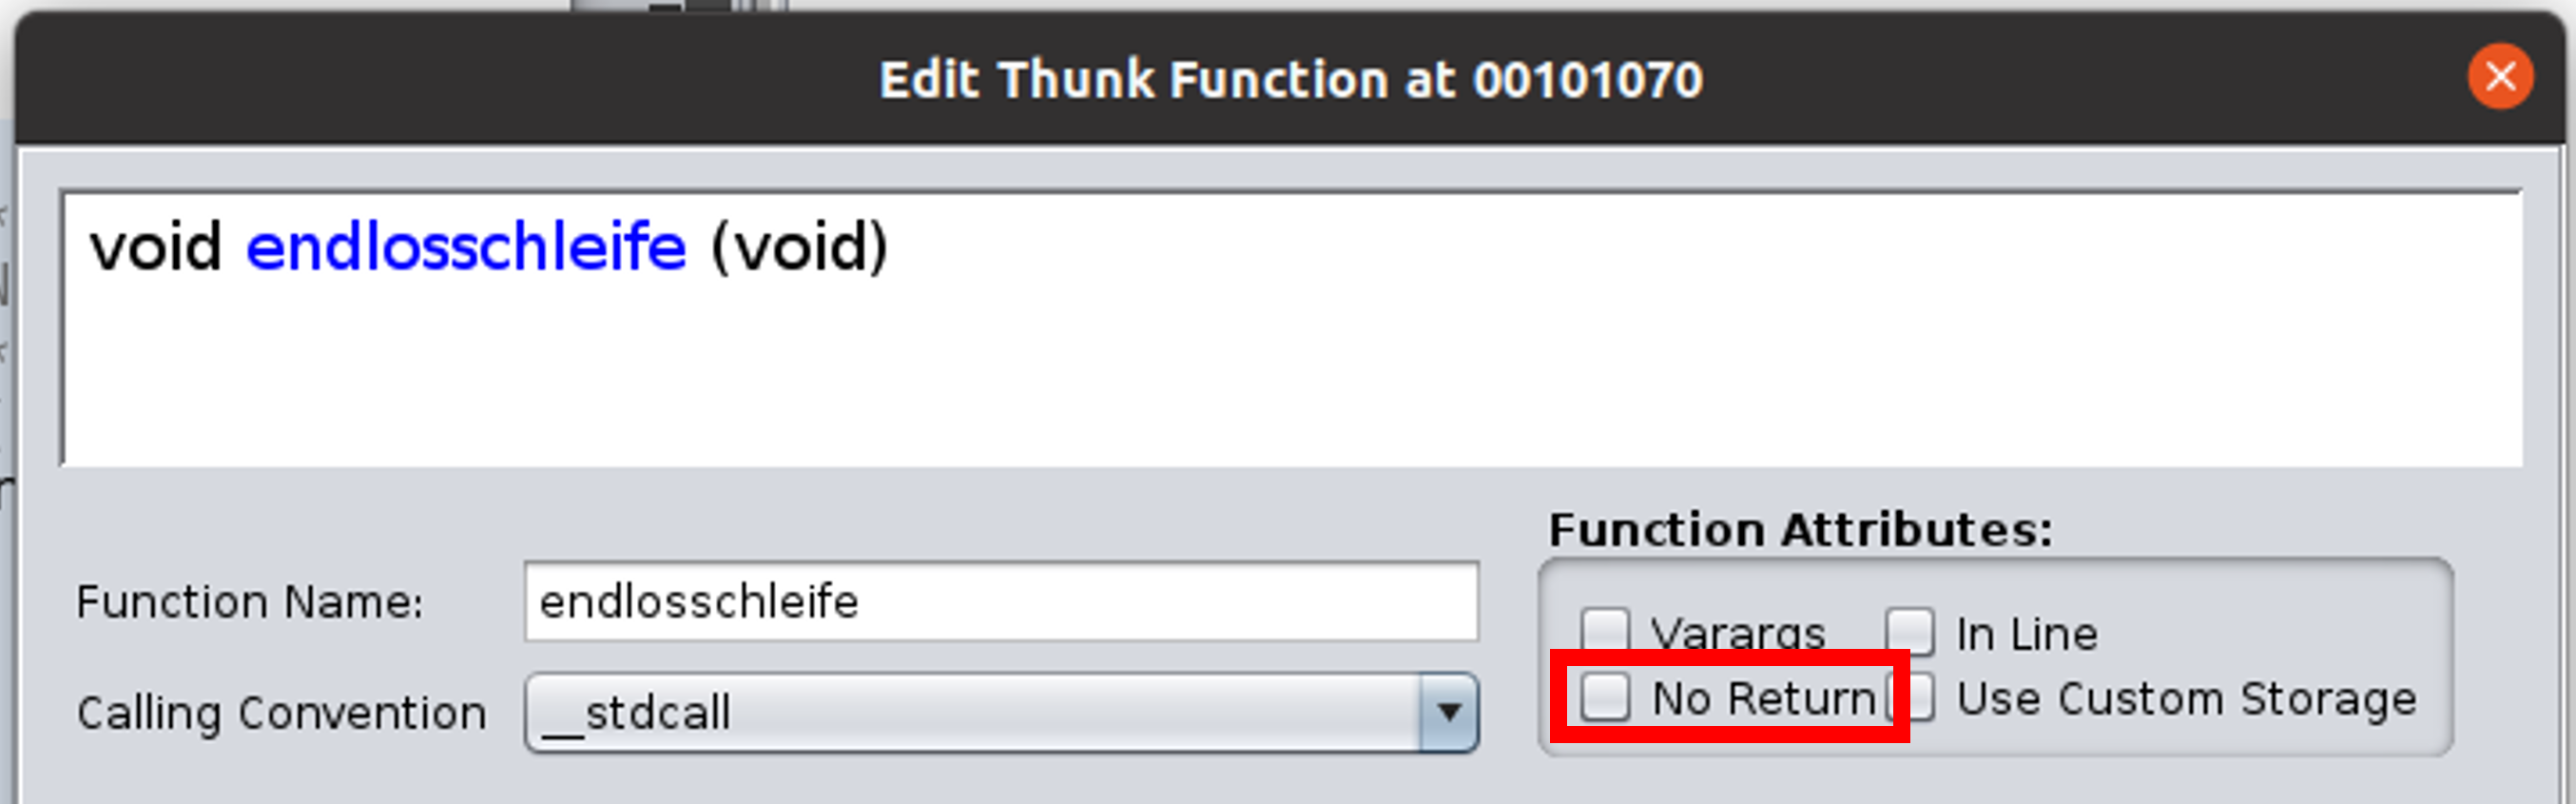 Edit Thunk Function at 00101070
void endlosschleife (void)
Function Attributes:
Function Name: endlosschleife
Varargs In Line
No Return Use Custom Storage
Calling Convention __stdcall